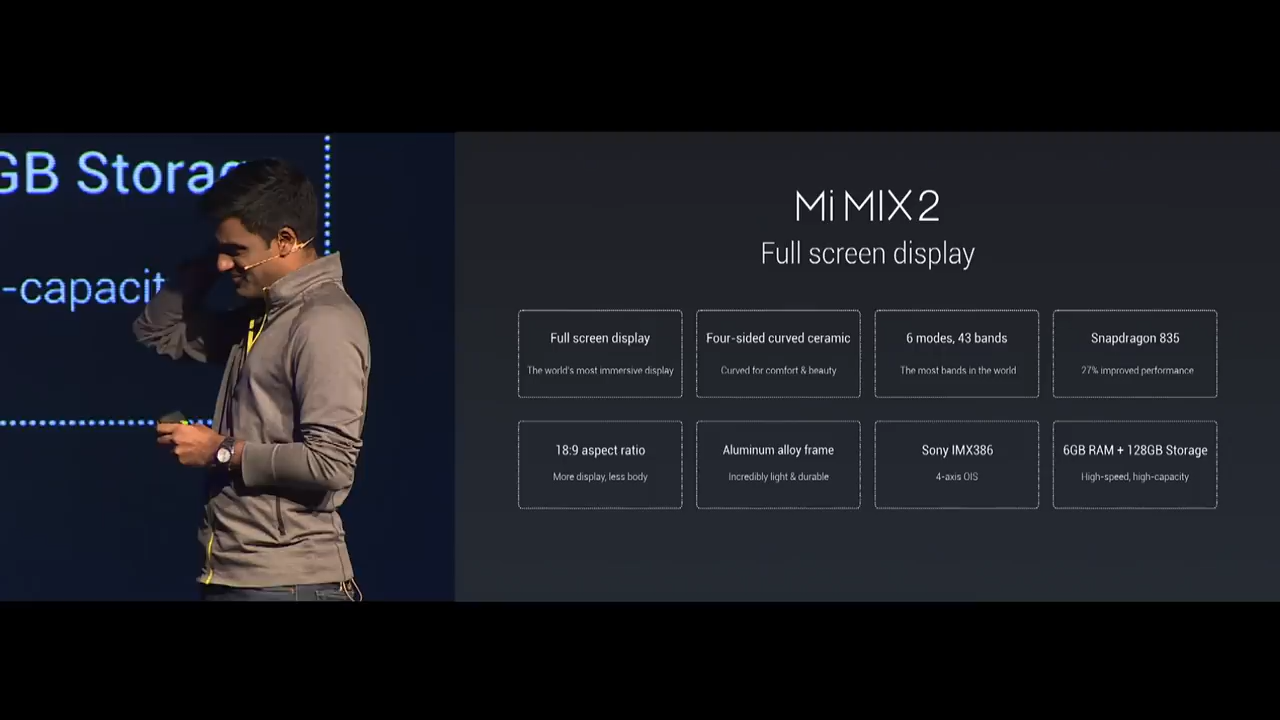 GB Storag
-capacit
Mi MIX 2
Full screen display
Full screen display
The world's most immersive display
Four-sided curved ceramic
Curved for comfort & beauty
6 modes, 43 bands
The most bands in the world
Snapdragon 835
27% improved performance
18:9 aspect ratio
More display, less body
Aluminum alloy frame
Incredibly light & durable
Sony IMX386
4-axis OIS
6GB RAM + 128GB Storage
High-speed, high-capacity